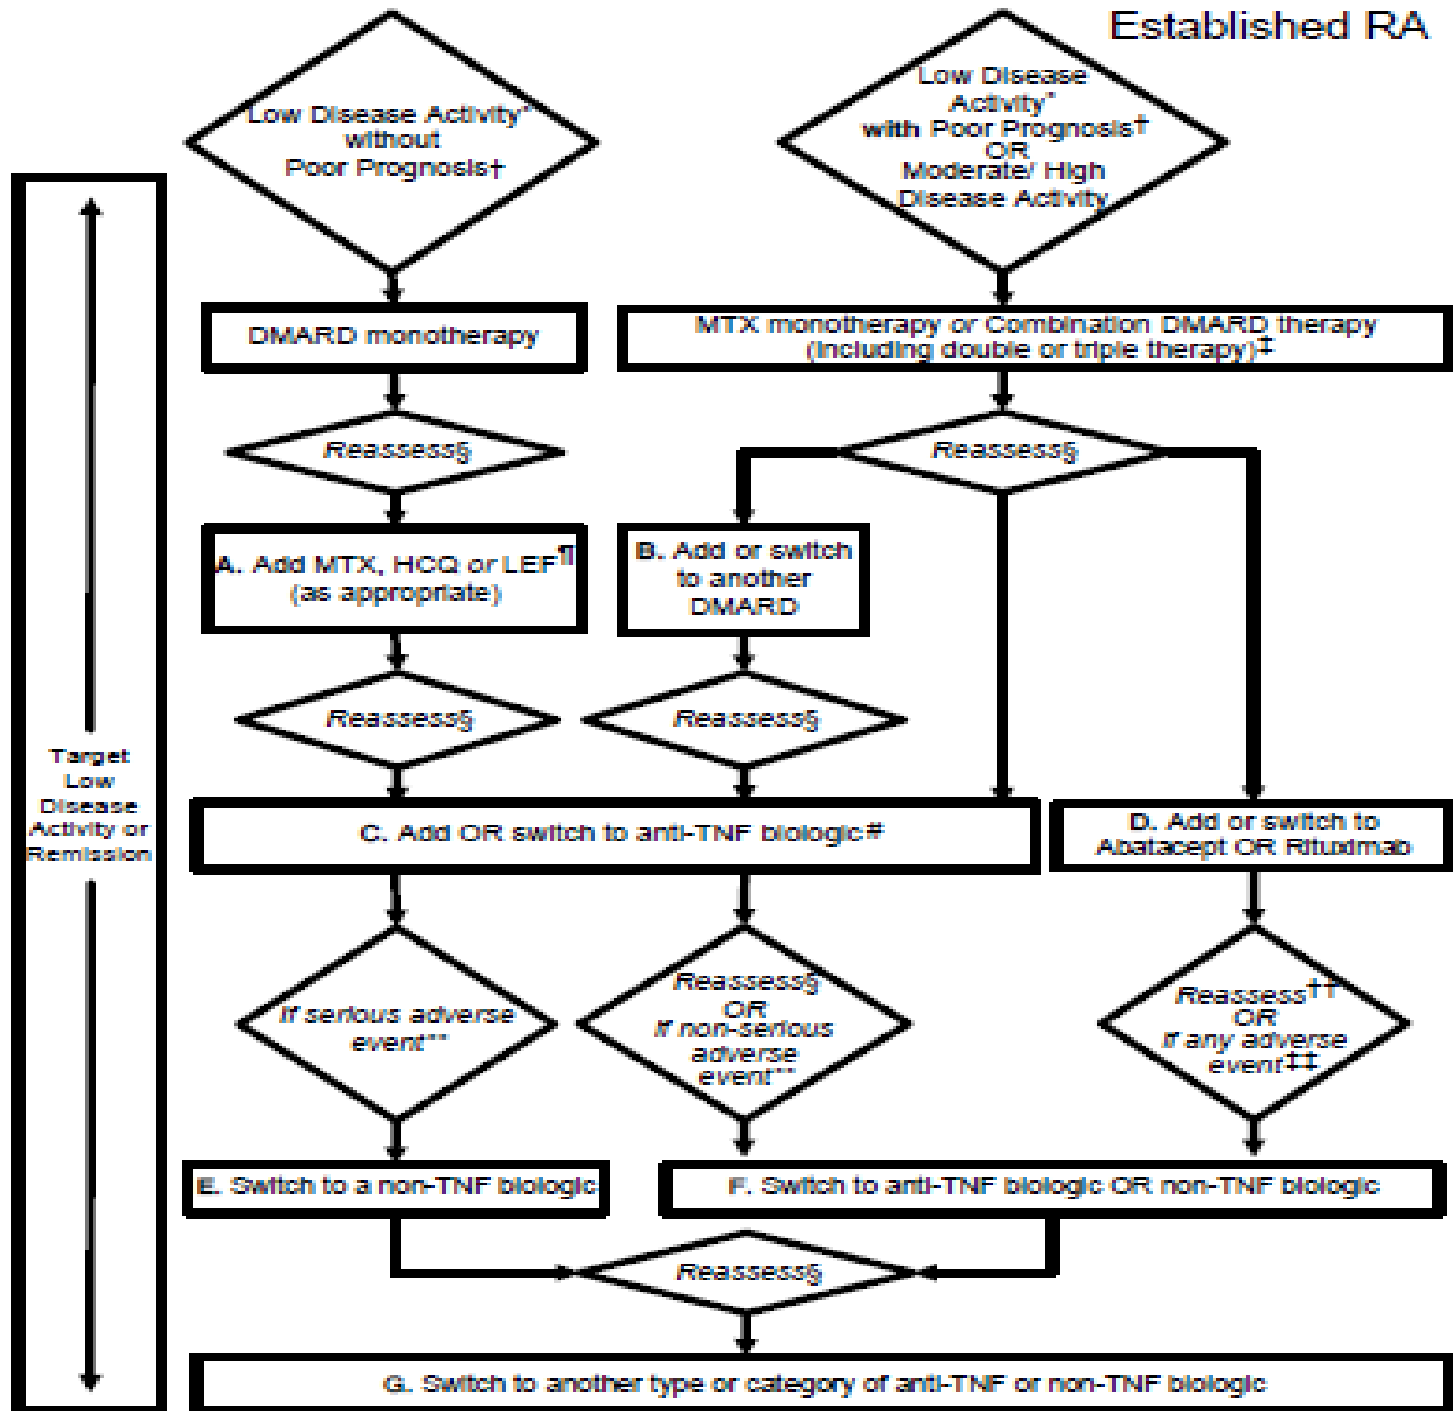 Established RA
Low Disease Activity*
without
Poor Prognosis†
Low Disease
Activity*
with Poor Prognosis†
OR
Moderate/ High
Disease Activity
DMARD monotherapy
MTX monotherapy or Combination DMARD therapy
(including double or triple therapy)‡
Reassess§
Reassess§
A. Add MTX, HCQ or LEF¶
(as appropriate)
B. Add or switch
to another
DMARD
Reassess§
Reassess§
Target
Low
Disease
Activity or
Remission
C. Add OR switch to anti-TNF biologic#
D. Add or switch to
Abatacept OR Rituximab
If serious adverse
event**
Reassess§
OR
If non-serious
adverse
event**
Reassess††
OR
If any adverse
event‡‡
E. Switch to a non-TNF biologic
F. Switch to anti-TNF biologic OR non-TNF biologic
Reassess§
G. Switch to another type or category of anti-TNF or non-TNF biologic